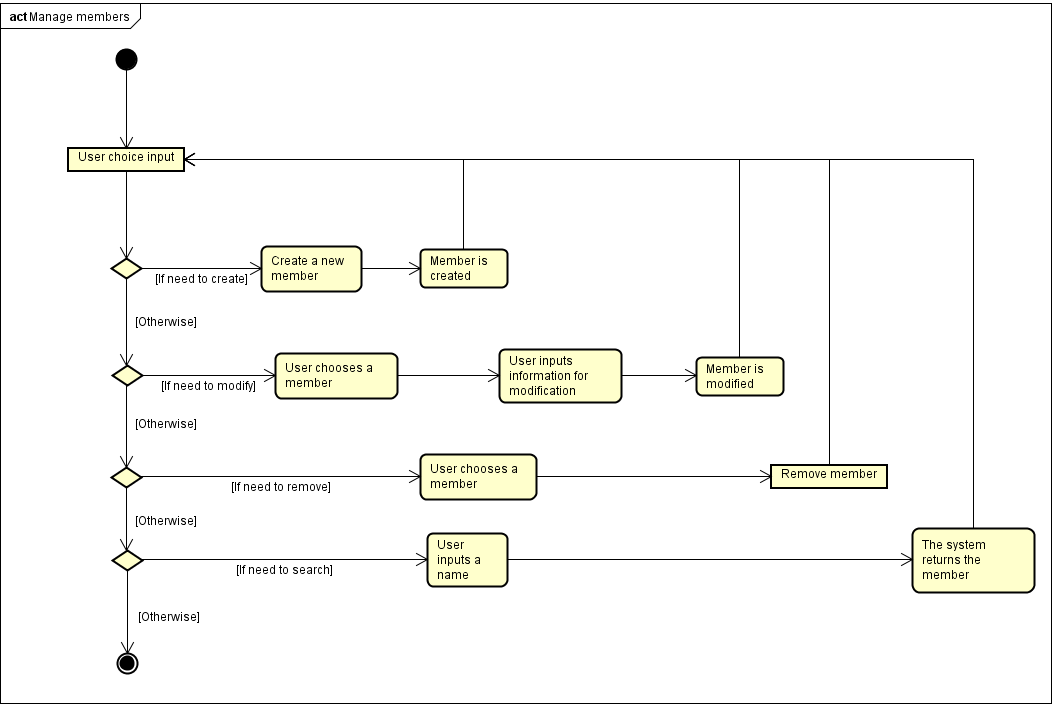 act Manage members
User choice input
Create a new
member
Member is
created
[If need to create]
[Otherwise]
User chooses a
member
User inputs
information for
modification
Member is
modified
[If need to modify]
[Otherwise]
User chooses a
member
Remove member
[If need to remove]
[Otherwise]
User
inputs a
name
The system
returns the
member
[If need to search]
[Otherwise]